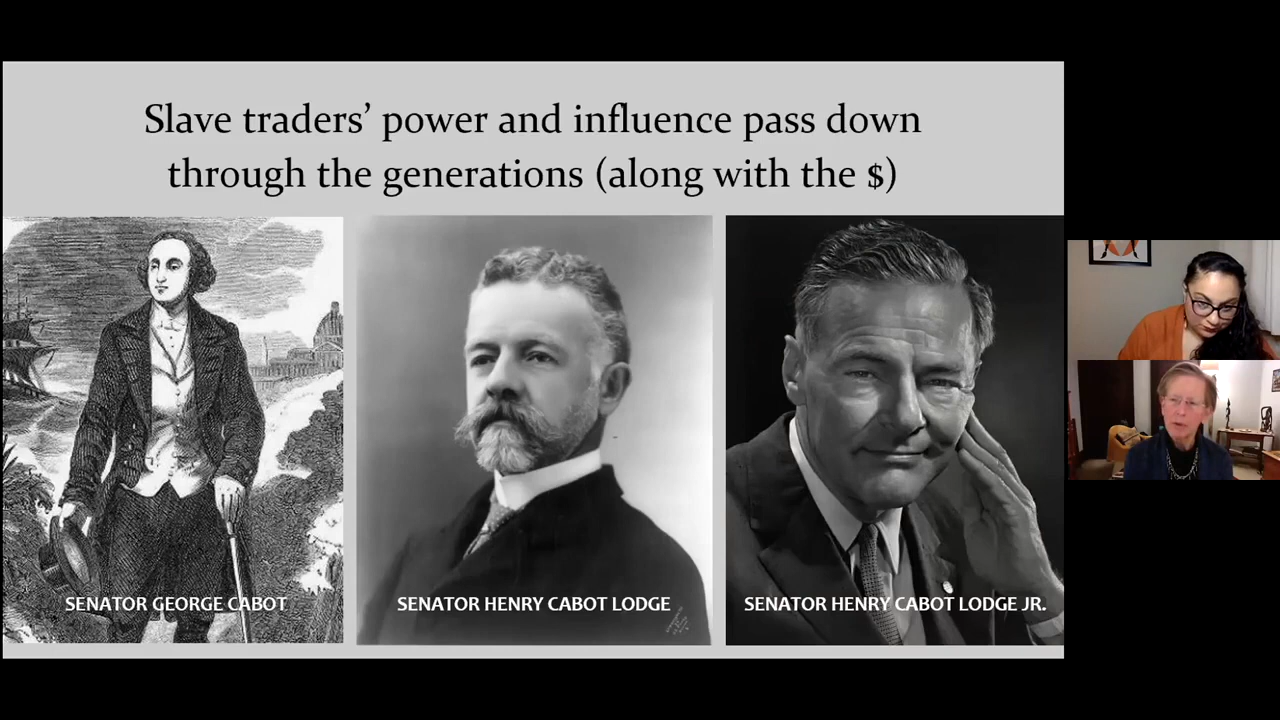 Slave traders’ power and influence pass down
through the generations (along with the $)
SENATOR GEORGE CABOT
SENATOR HENRY CABOT LODGE
SENATOR HENRY CABOT LODGE JR.